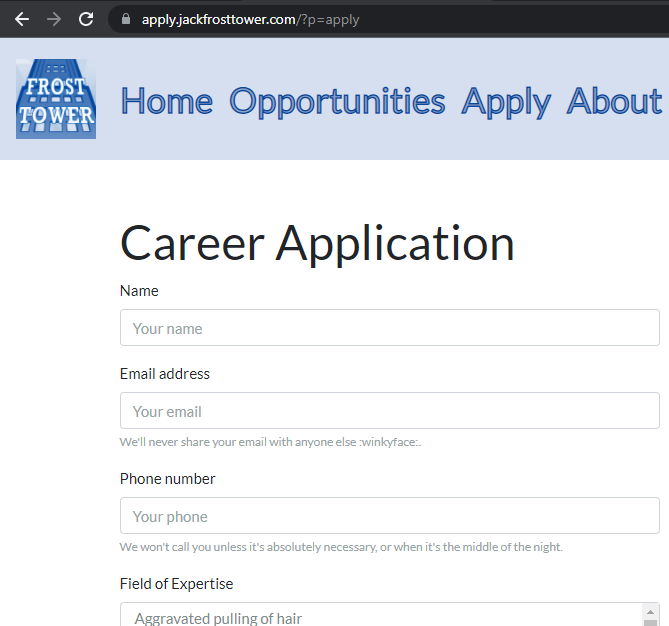 apply.jackfrosttower.com/?p=apply
FROST
TOWER
Home Opportunities Apply About
Career Application
Name
Your name
Email address
Your email
We'll never share your email with anyone else :winkyface:.
Phone number
Your phone
We won't call you unless it's absolutely necessary, or when it's the middle of the night.
Field of Expertise
Aggravated pulling of hair